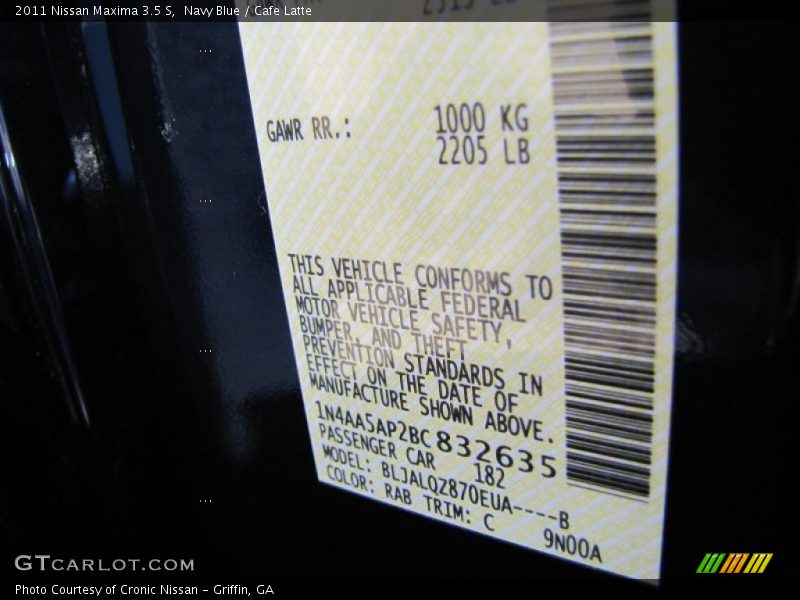 2011 Nissan Maxima 3.5 S,  Navy Blue / Cafe Latte
GAWR RR.: 1000 KG
2205 LB
THIS VEHICLE CONFORMS TO
ALL APPLICABLE FEDERAL
MOTOR VEHICLE SAFETY,
BUMPER, AND THEFT
PREVENTION STANDARDS IN
EFFECT ON THE DATE OF
MANUFACTURE SHOWN ABOVE.
1N4AA5AP2BC832635
PASSENGER CAR 182
MODEL: BLJALQZ870EUA----B
COLOR: RAB TRIM: C 9N00A
GTCARLOT.COM
Photo Courtesy of Cronic Nissan - Griffin, GA